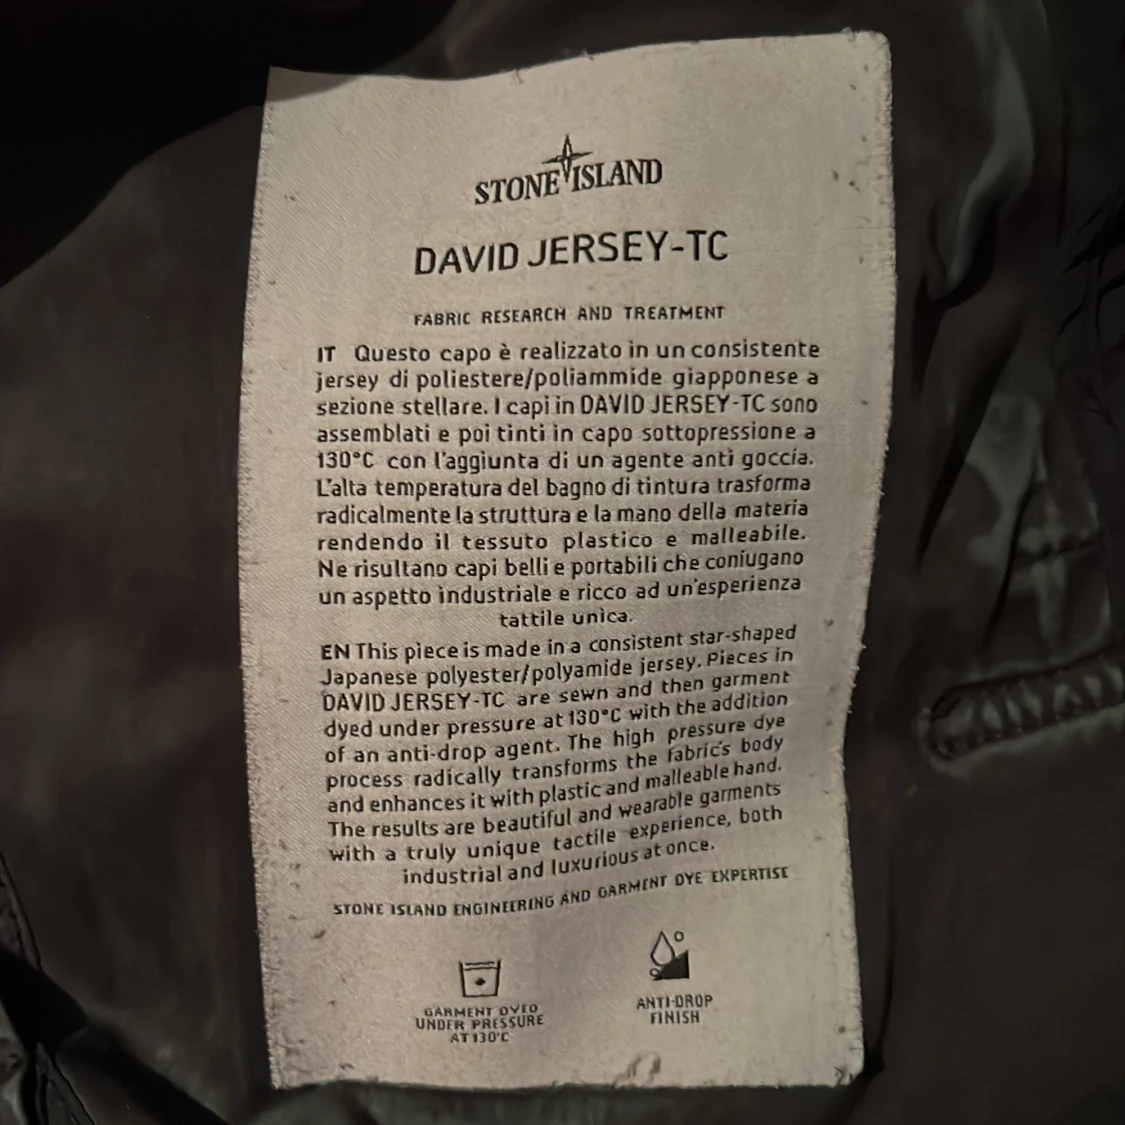 STONE ISLAND
DAVID JERSEY-TC
FABRIC RESEARCH AND TREATMENT
IT Questo capo è realizzato in un consistente
jersey di poliestere/poliammide giapponese a
sezione stellare. I capi in DAVID JERSEY-TC sono
assemblati e poi tinti in capo sottopressione a
130°C con l'aggiunta di un agente anti goccia.
L'alta temperatura del bagno di tintura trasforma
radicalmente la struttura e la mano della materia
rendendo il tessuto plastico e malleabile.
Ne risultano capi belli e portabili che coniugano
un aspetto industriale e ricco ad un'esperienza
tattile unica.
EN This piece is made in a consistent star-shaped
Japanese polyester/polyamide jersey. Pieces in
DAVID JERSEY-TC are sewn and then garment
dyed under pressure at 130°C with the addition
of an anti-drop agent. The high pressure dye
process radically transforms the fabric's body
and enhances it with plastic and malleable hand.
The results are beautiful and wearable garments
with a truly unique tactile experience, both
industrial and luxurious at once.
STONE ISLAND ENGINEERING AND GARMENT DYE EXPERTISE
GARMENT DYED
UNDER PRESSURE
AT 130°C
ANTI-DROP
FINISH